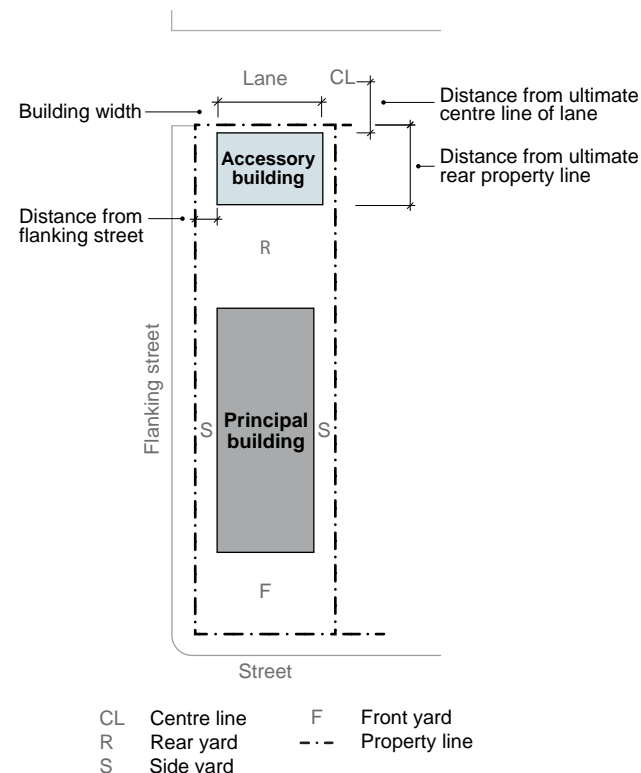 Lane
CL
Building width
Distance from ultimate
centre line of lane
Accessory
building
Distance from ultimate
rear property line
Distance from
flanking street
R
Flanking street
S
Principal
building
S
F
Street
CL Centre line
F Front yard
R Rear yard
Property line
S Side yard